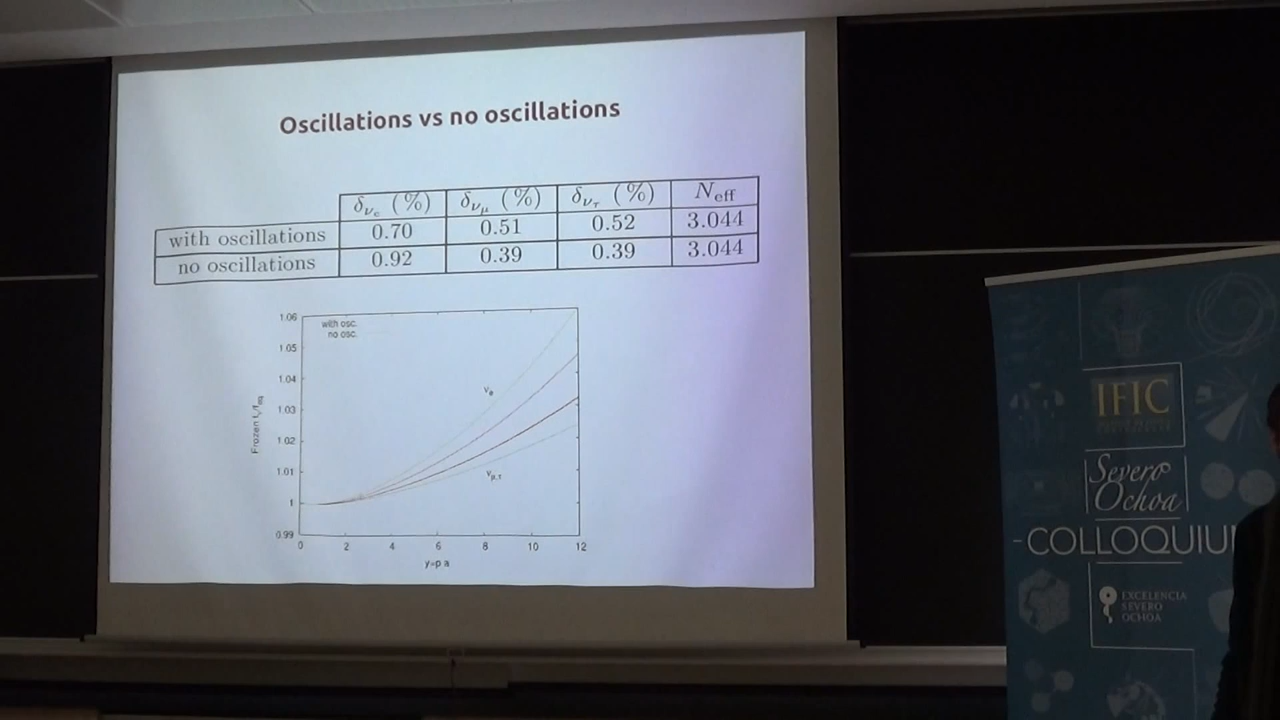 Oscillations vs no oscillations
δνe (%) δνμ (%) δντ (%) Neff
with oscillations 0.70 0.51 0.52 3.044
no oscillations 0.92 0.39 0.39 3.044
with osc.
no osc.
1.06
1.05
1.04
1.03
1.02
1.01
1
0.99
νe
νμ,τ
Frozen fν/feq
0 2 4 6 8 10 12
y=p a
IFIC
Severo
Ochoa
-COLLOQUIU
EXCELENCIA
SEVERO
OCHOA